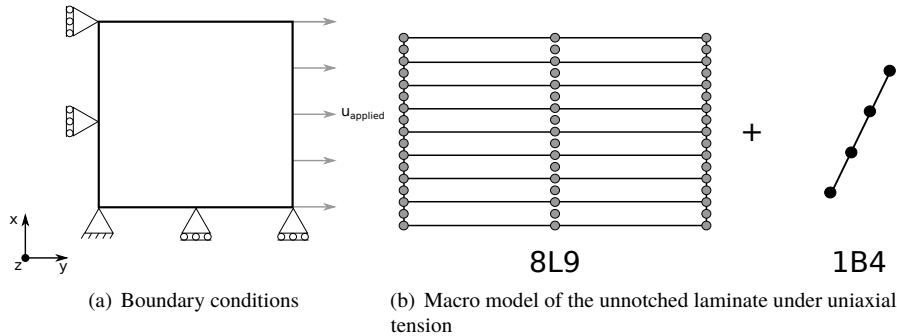 u_applied
x
z
y
+
8L9
1B4
(a) Boundary conditions
(b) Macro model of the unnotched laminate under uniaxial
tension